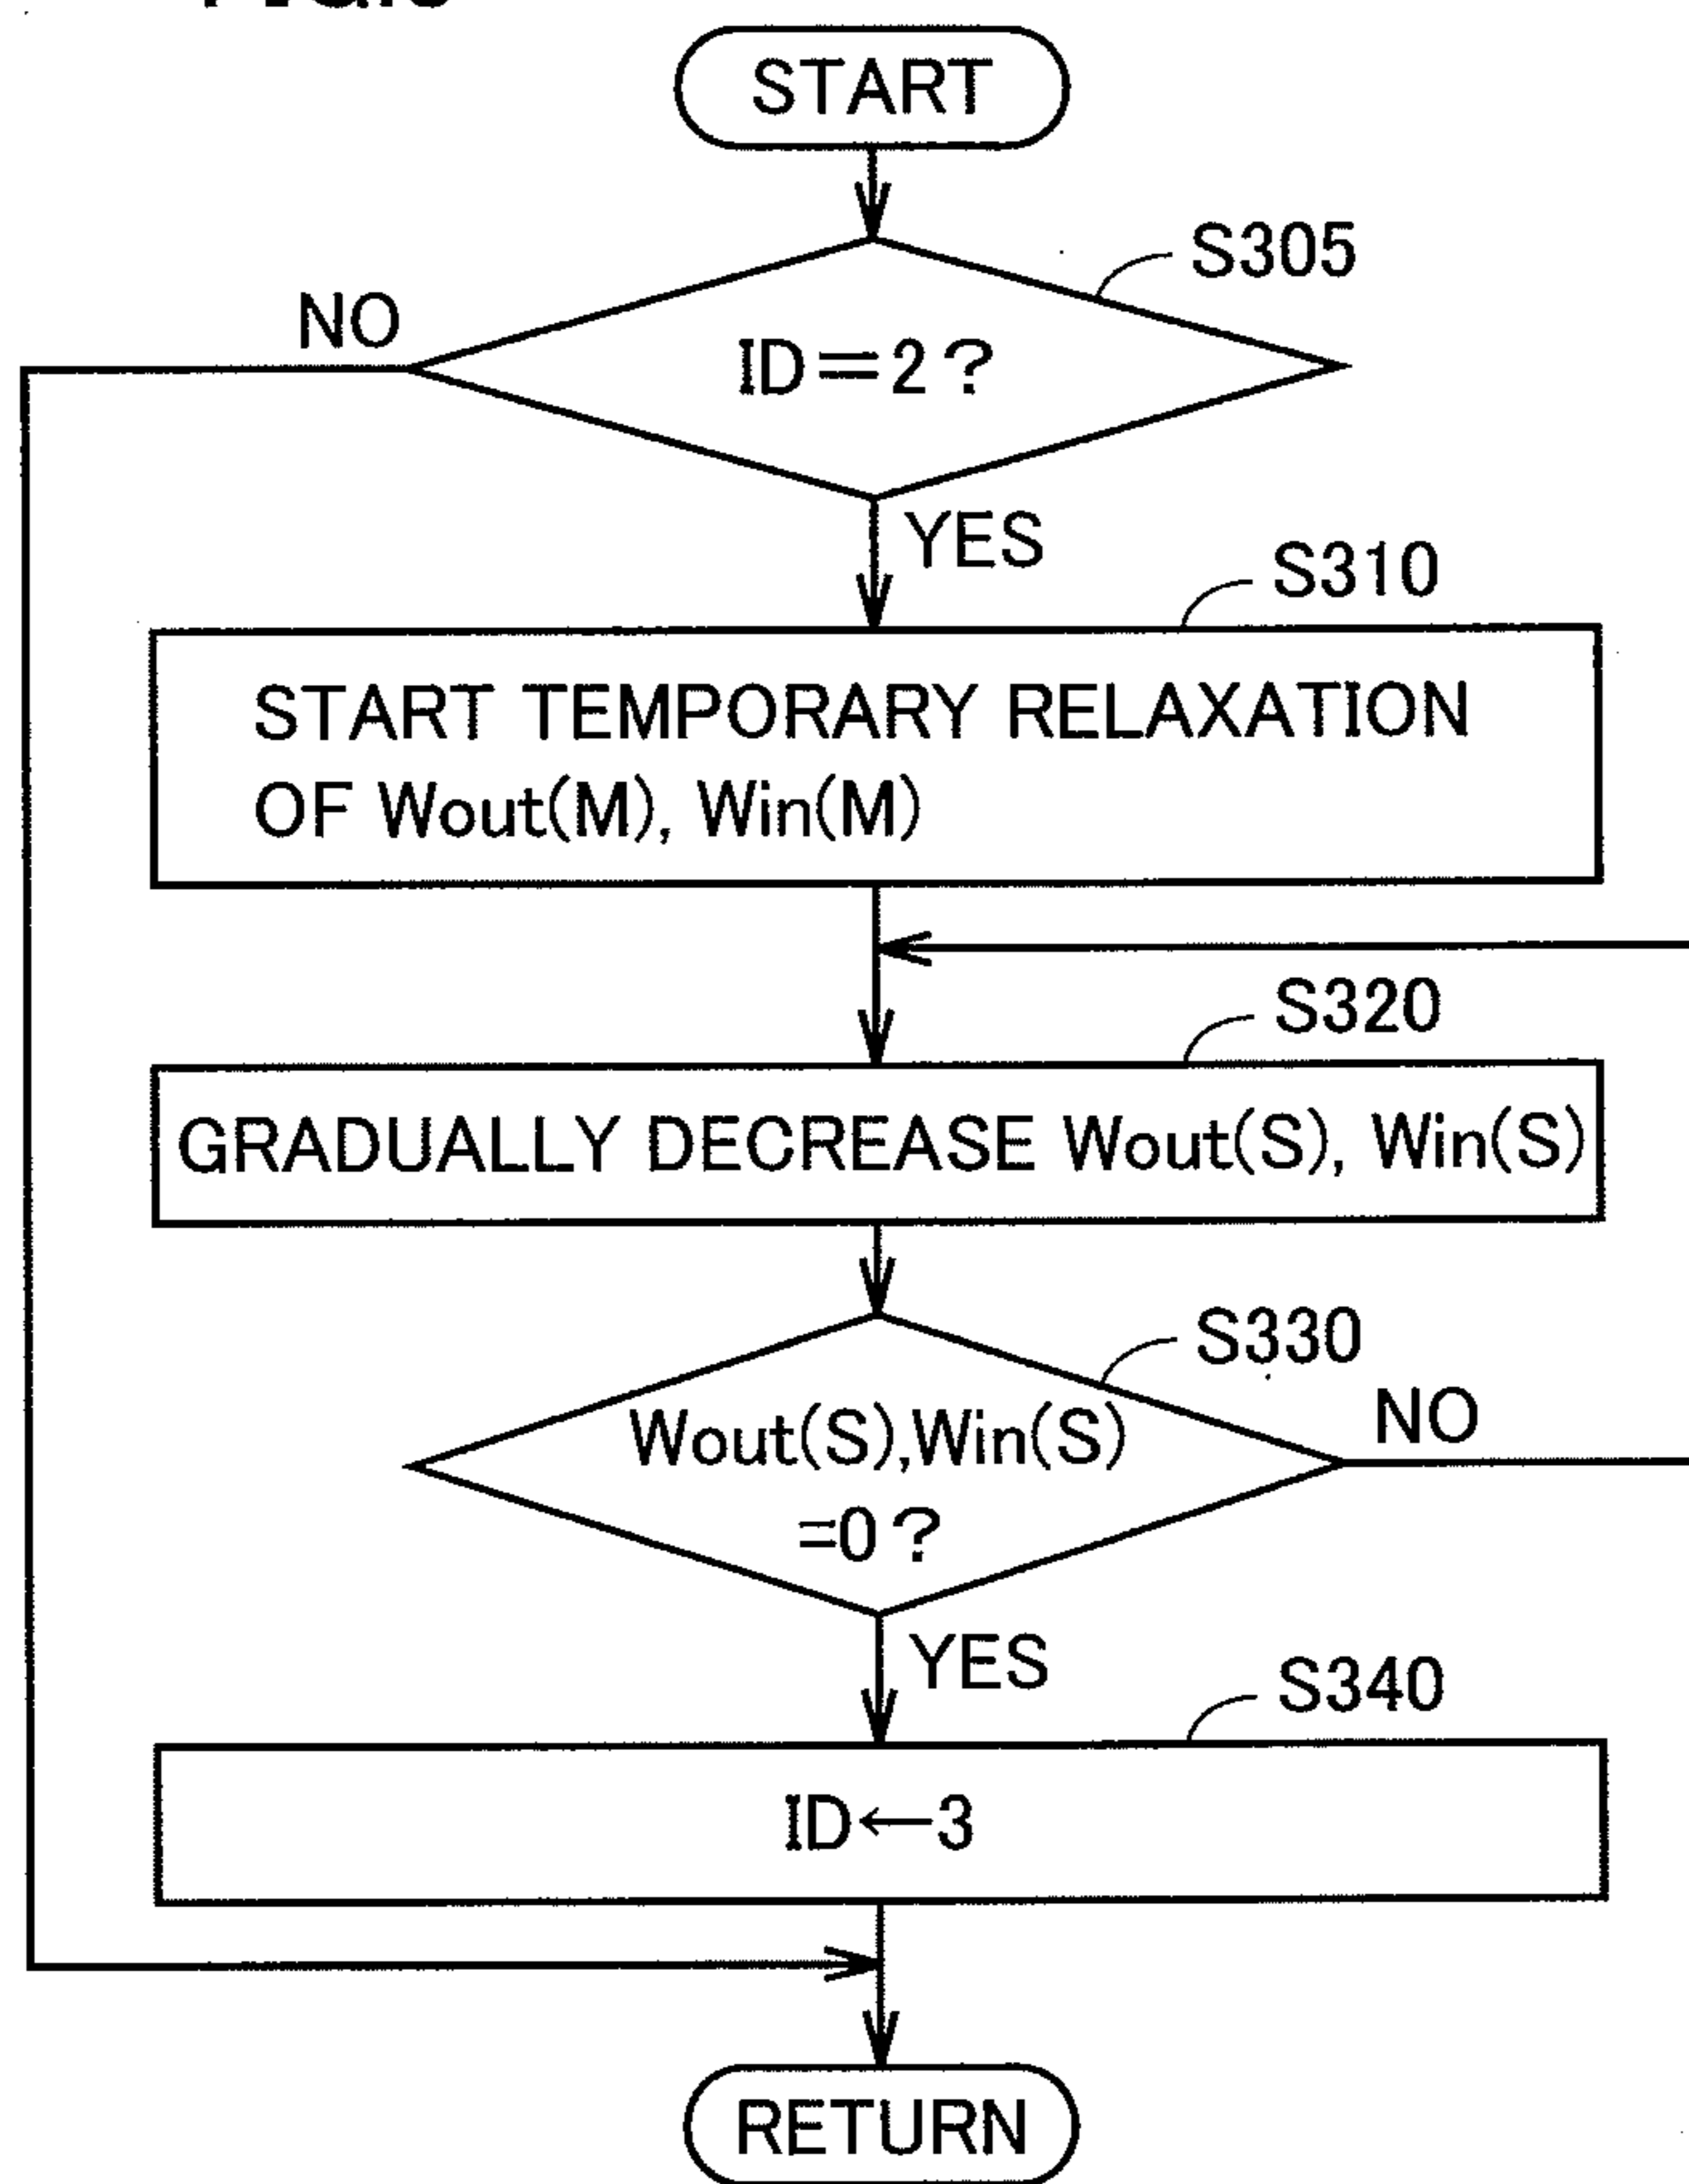 START
S305
NO
ID=2?
YES
S310
START TEMPORARY RELAXATION
OF Wout(M), Win(M)
S320
GRADUALLY DECREASE Wout(S), Win(S)
S330
NO
Wout(S),Win(S)
=0?
YES
S340
ID←3
RETURN